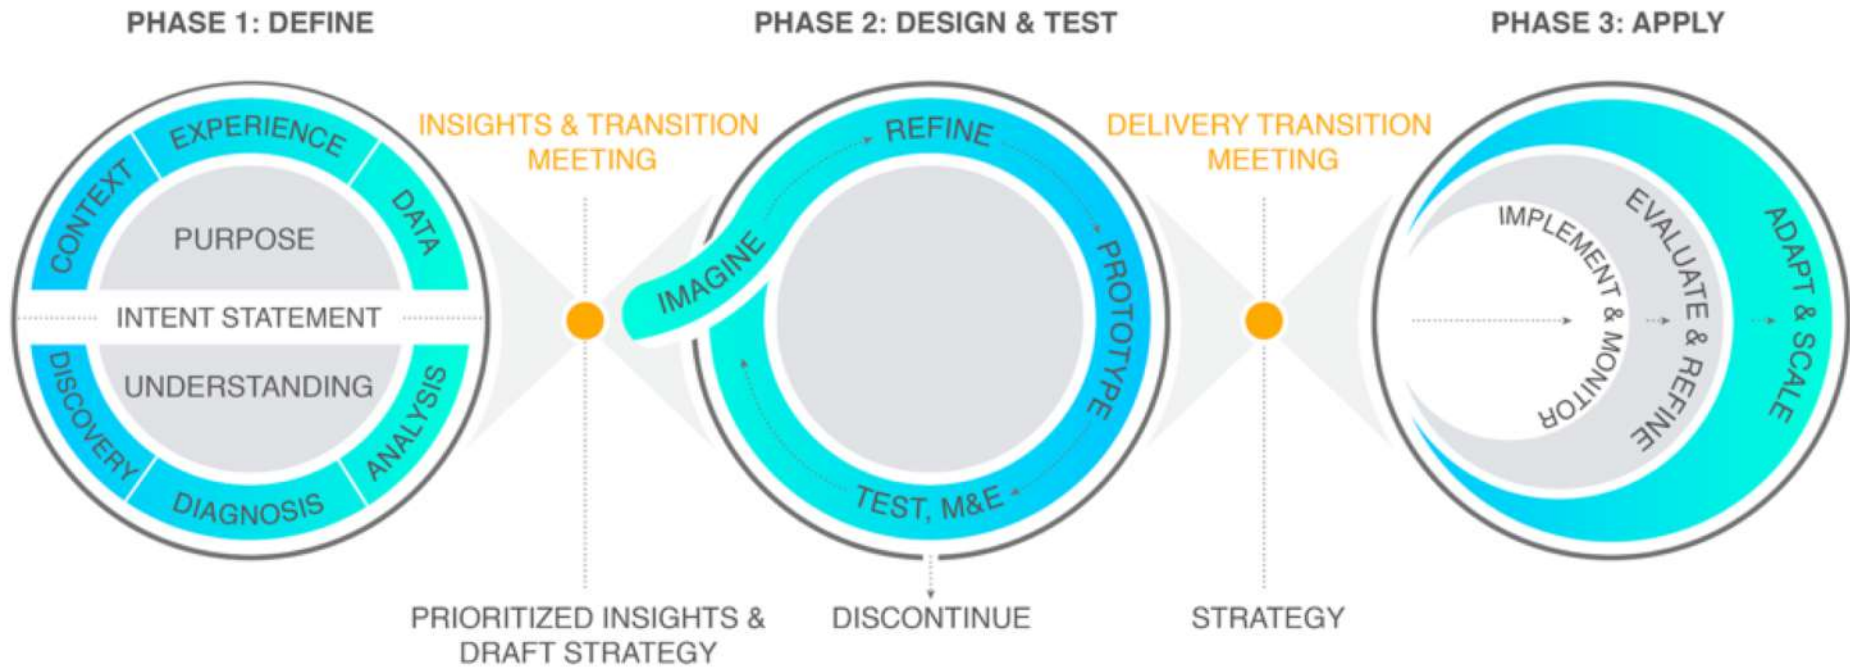 PHASE 1: DEFINE
PHASE 2: DESIGN & TEST
PHASE 3: APPLY
CONTEXT
EXPERIENCE
DATA
PURPOSE
INTENT STATEMENT
UNDERSTANDING
DISCOVERY
DIAGNOSIS
ANALYSIS
INSIGHTS & TRANSITION
MEETING
PRIORITIZED INSIGHTS &
DRAFT STRATEGY
IMAGINE
REFINE
PROTOTYPE
TEST, M&E
DISCONTINUE
DELIVERY TRANSITION
MEETING
STRATEGY
IMPLEMENT & MONITOR
EVALUATE & REFINE
ADAPT & SCALE